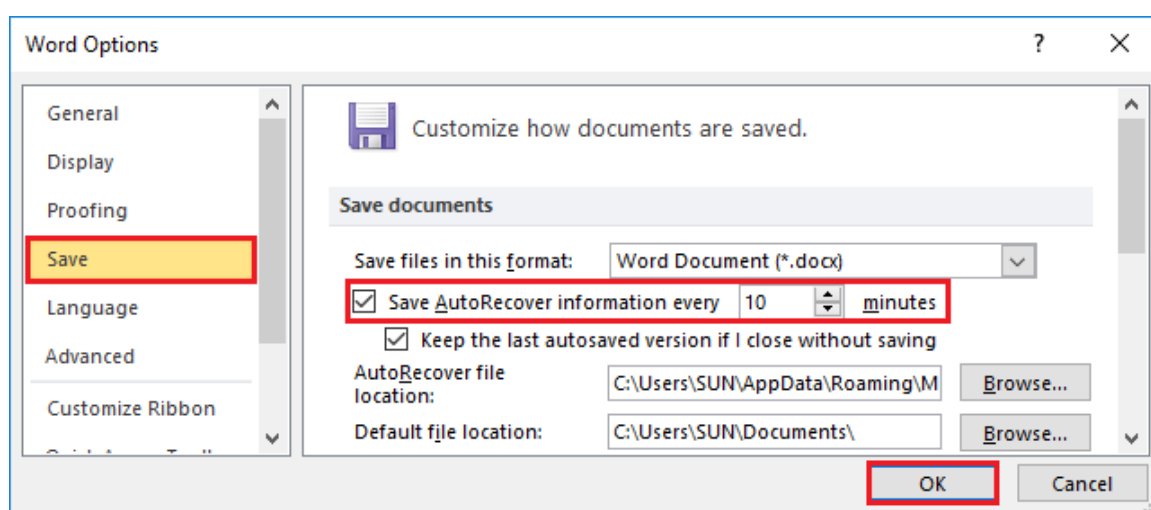 Word Options
General
Display
Proofing
Save
Language
Advanced
Customize Ribbon
Customize how documents are saved.
Save documents
Save files in this format: Word Document (*.docx)
Save AutoRecover information every 10 minutes
Keep the last autosaved version if I close without saving
AutoRecover file
location: C:\Users\SUN\AppData\Roaming\M Browse...
Default file location: C:\Users\SUN\Documents\ Browse...
OK Cancel